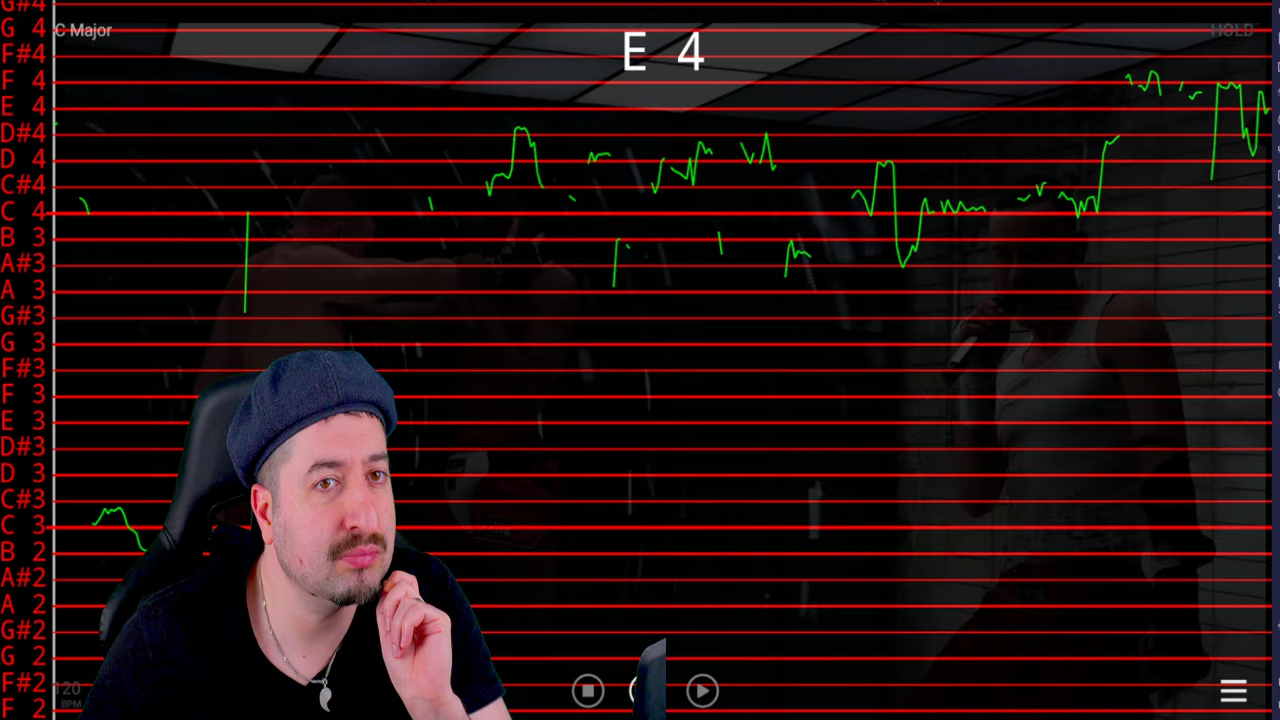 G#4
G 4
C Major
HOLD
F#4
E 4
F 4
E 4
D#4
D 4
C#4
C 4
B 3
A#3
A 3
G#3
G 3
F#3
F 3
E 3
D#3
D 3
C#3
C 3
B 2
A#2
A 2
G#2
G 2
F#2
120
BPM
F 2